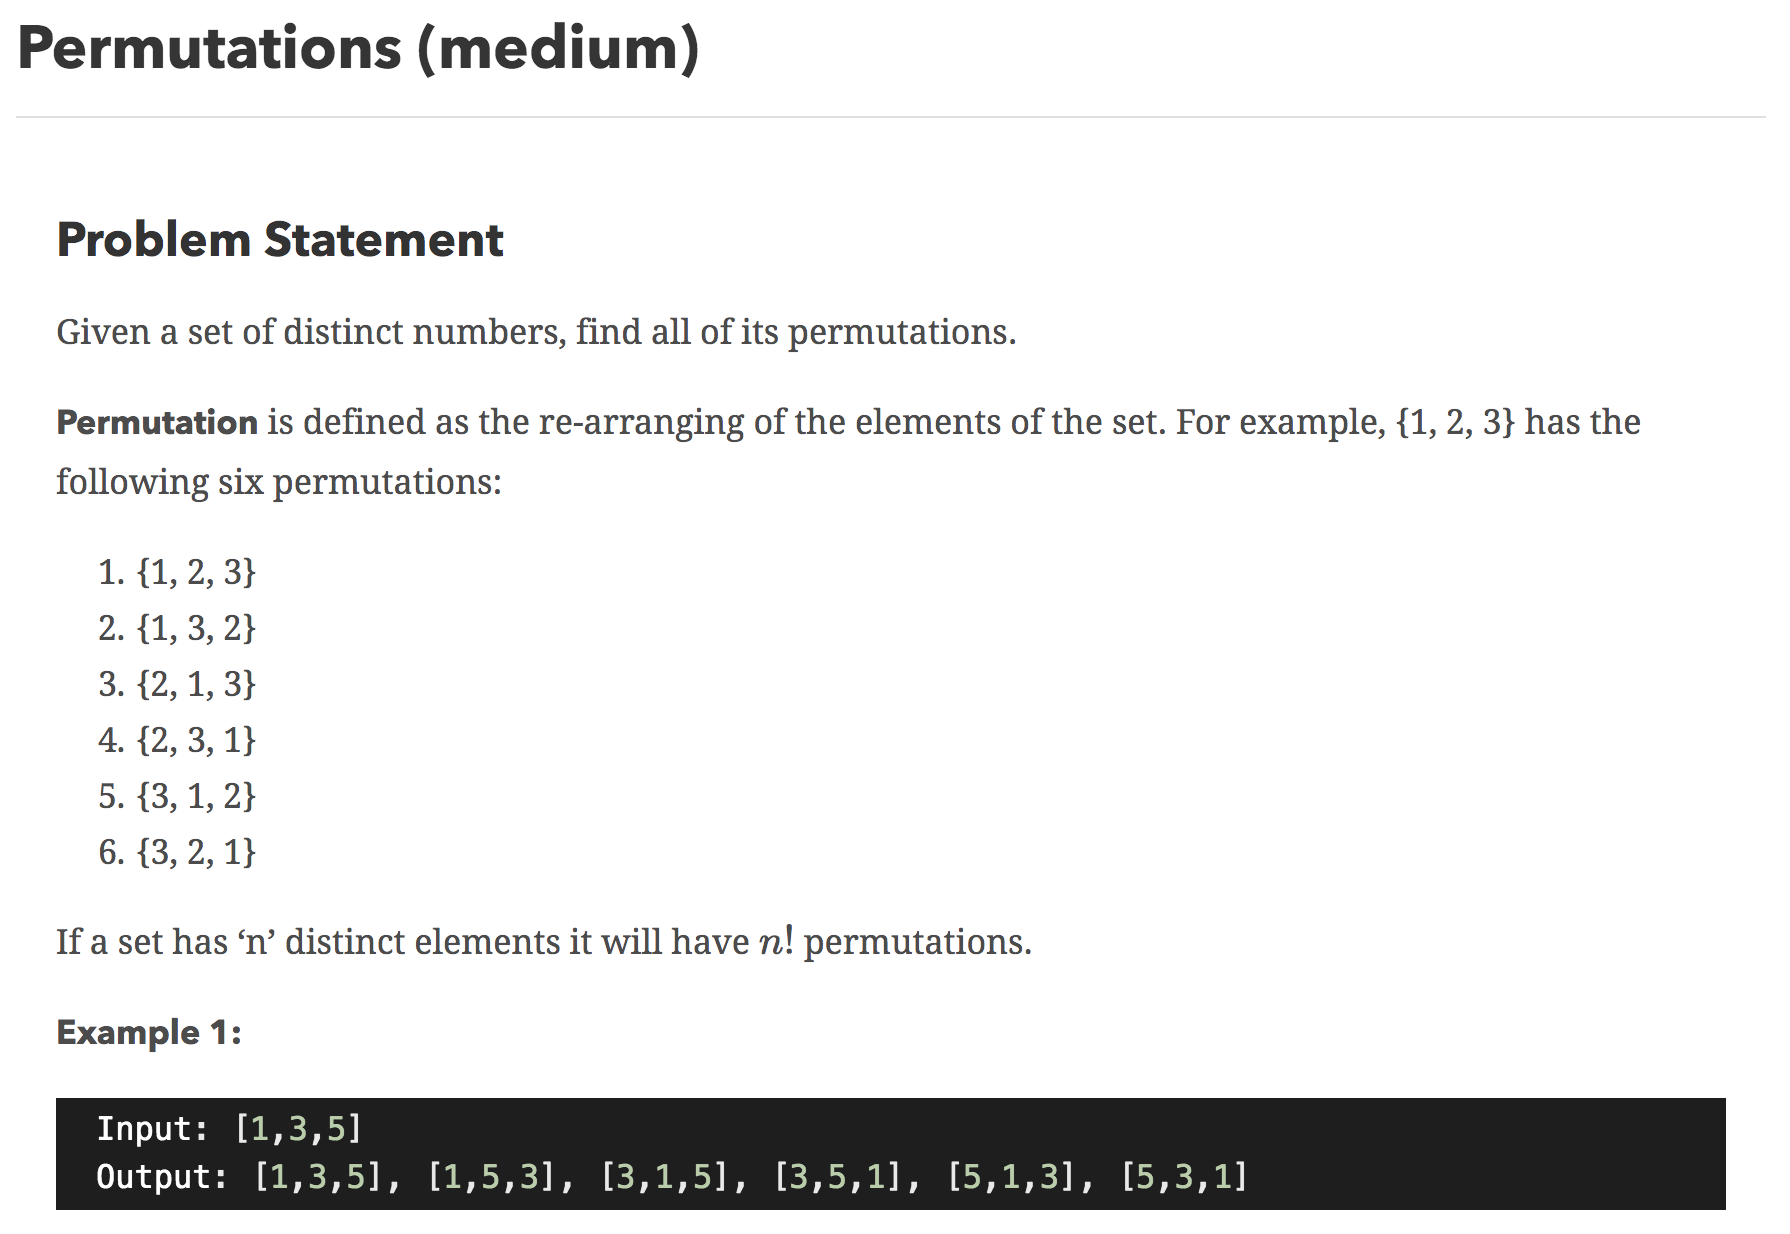 Permutations (medium)
Problem Statement
Given a set of distinct numbers, find all of its permutations.
Permutation is defined as the re-arranging of the elements of the set. For example, {1, 2, 3} has the
following six permutations:
1. {1, 2, 3}
2. {1, 3, 2}
3. {2, 1, 3}
4. {2, 3, 1}
5. {3, 1, 2}
6. {3, 2, 1}
If a set has ‘n’ distinct elements it will have n! permutations.
Example 1:
Input: [1,3,5]
Output: [1,3,5], [1,5,3], [3,1,5], [3,5,1], [5,1,3], [5,3,1]